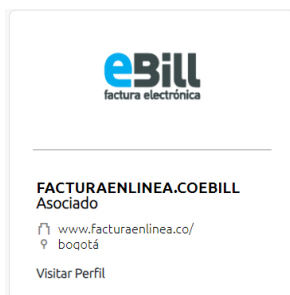 eBill
factura electrónica
FACTURAENLINEA.COEBILL
Asociado
www.facturaenlinea.co/
bogotá
Visitar Perfil